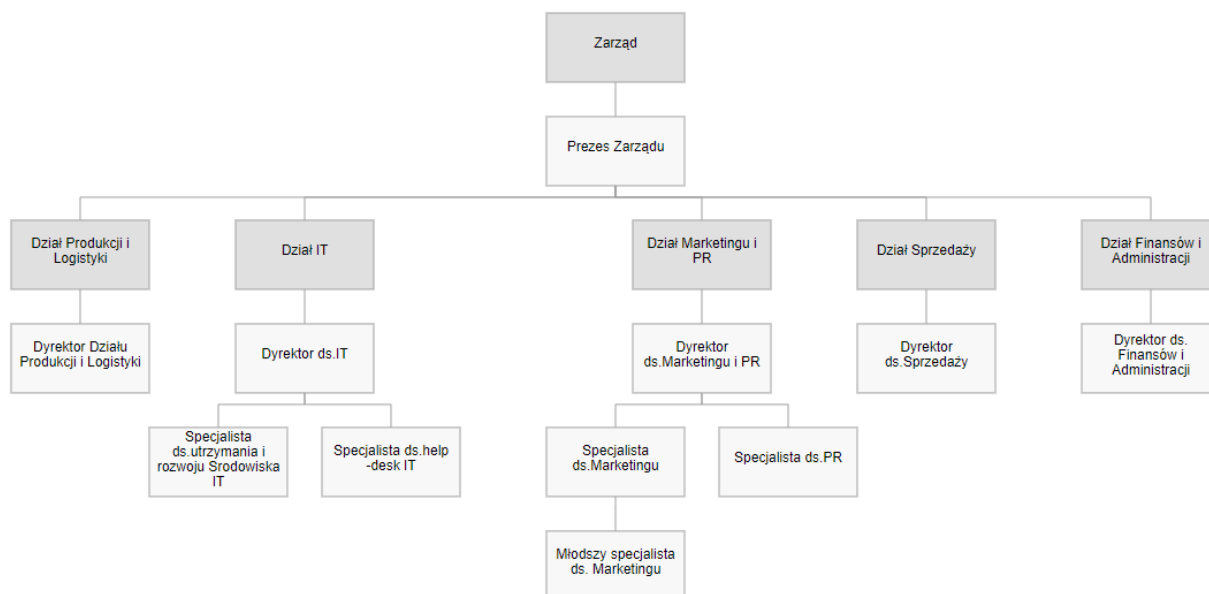 Zarząd
Prezes Zarządu
Dział Produkcji i
Logistyki
Dział IT
Dział Marketingu i
PR
Dział Sprzedaży
Dział Finansów i
Administracji
Dyrektor Działu
Produkcji i Logistyki
Dyrektor ds.IT
Dyrektor
ds.Marketingu i PR
Dyrektor
ds.Sprzedaży
Dyrektor ds.
Finansów i
Administracji
Specjalista
ds.utrzymania i
rozwoju Srodowiska
IT
Specjalista ds.help
-desk IT
Specjalista
ds.Marketingu
Specjalista ds.PR
Młodszy specjalista
ds. Marketingu